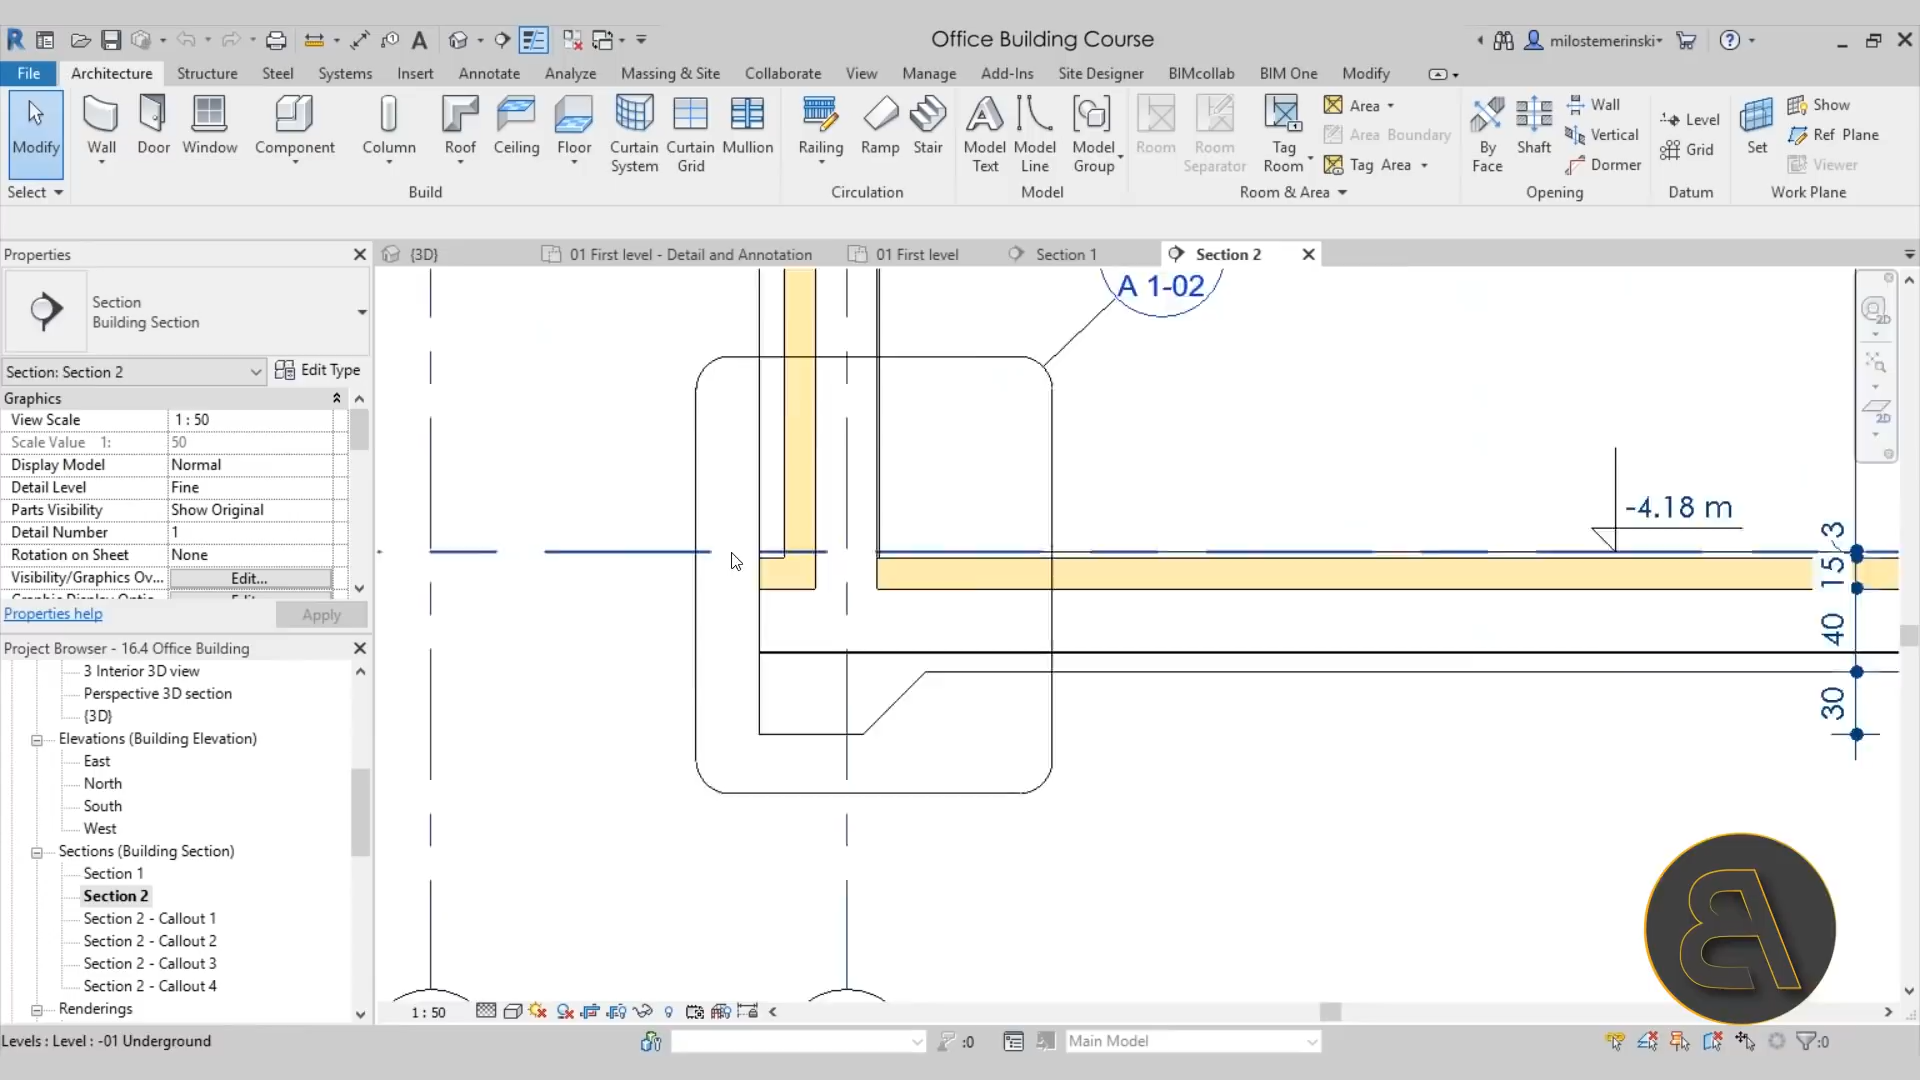 Office Building Course
milostemerinski
File Architecture Structure Steel Systems Insert Annotate Analyze Massing & Site Collaborate View Manage Add-Ins Site Designer BIMcollab BIM One Modify
Modify Wall Door Window Component Column Roof Ceiling Floor Curtain System Curtain Grid Mullion Railing Ramp Stair Model Text Model Line Model Group Room Room Separator Tag Room Area Area Boundary Tag Area By Face Shaft Wall Vertical Dormer Level Grid Set Show Ref Plane Viewer
Select Build Circulation Model Room & Area Opening Datum Work Plane
Properties
{3D} 01 First level - Detail and Annotation 01 First level Section 1 Section 2
Section
Building Section
Section: Section 2 Edit Type
Graphics
View Scale 1 : 50
Scale Value 1: 50
Display Model Normal
Detail Level Fine
Parts Visibility Show Original
Detail Number 1
Rotation on Sheet None
Visibility/Graphics Ov... Edit...
Properties help Apply
Project Browser - 16.4 Office Building
3 Interior 3D view
Perspective 3D section
{3D}
Elevations (Building Elevation)
East
North
South
West
Sections (Building Section)
Section 1
Section 2
Section 2 - Callout 1
Section 2 - Callout 2
Section 2 - Callout 3
Section 2 - Callout 4
Renderings
A 1-02
2D
2D
-4.18 m
3
15
40
30
1 : 50
Levels : Level : -01 Underground
:0
Main Model
:0